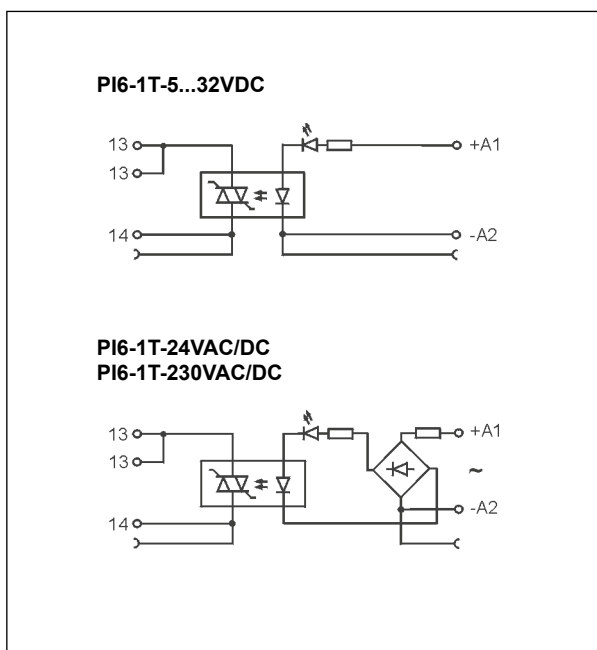 PI6-1T-5...32VDC
13
+A1
13
14
-A2
PI6-1T-24VAC/DC
PI6-1T-230VAC/DC
13
+A1
13
~
14
-A2